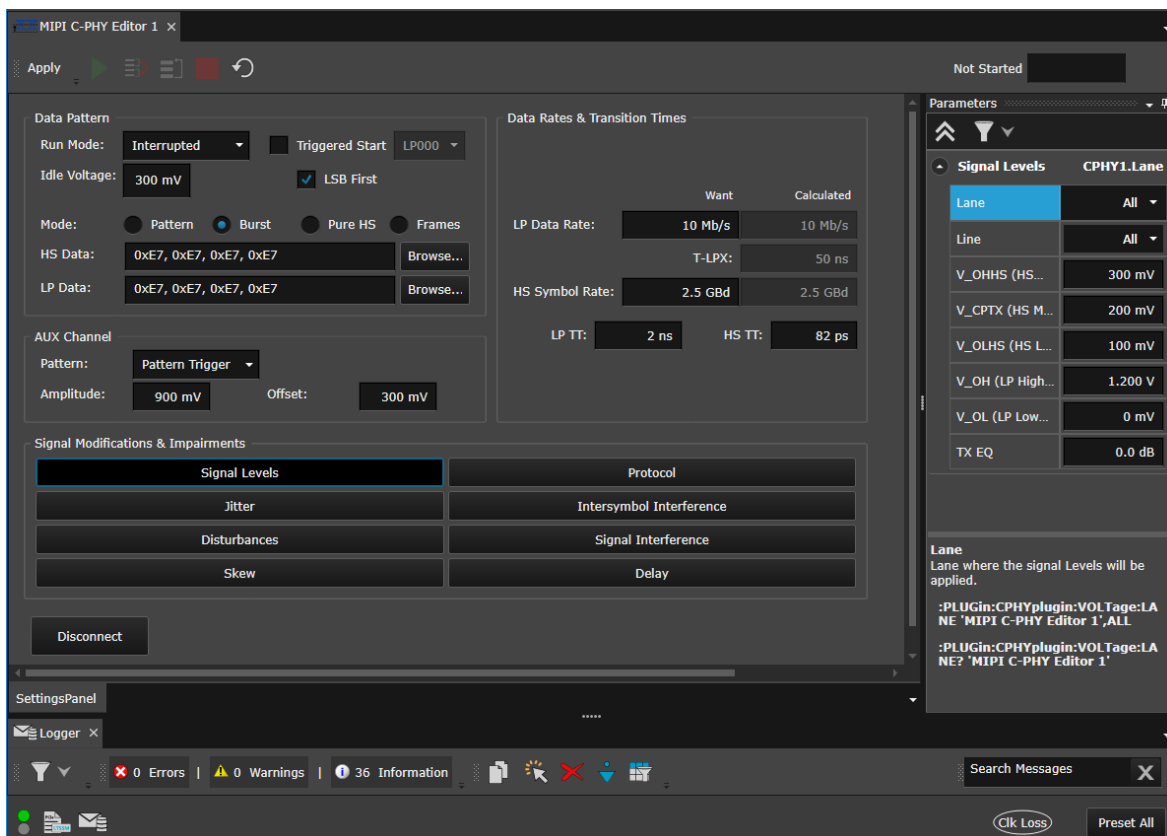 MIPI C-PHY Editor 1
Apply
Not Started
Data Pattern
Run Mode: Interrupted Triggered Start LP000
Idle Voltage: 300 mV LSB First
Mode: Pattern Burst Pure HS Frames
HS Data: 0xE7, 0xE7, 0xE7, 0xE7 Browse...
LP Data: 0xE7, 0xE7, 0xE7, 0xE7 Browse...
AUX Channel
Pattern: Pattern Trigger
Amplitude: 900 mV Offset: 300 mV
Data Rates & Transition Times
Want Calculated
LP Data Rate: 10 Mb/s 10 Mb/s
T-LPX: 50 ns
HS Symbol Rate: 2.5 GBd 2.5 GBd
LP TT: 2 ns HS TT: 82 ps
Signal Modifications & Impairments
Signal Levels Protocol
Jitter Intersymbol Interference
Disturbances Signal Interference
Skew Delay
Disconnect
SettingsPanel
Parameters
Signal Levels CPHY1.Lane
Lane All
Line All
V_OHHS (HS... 300 mV
V_CPTX (HS M... 200 mV
V_OLHS (HS L... 100 mV
V_OH (LP High... 1.200 V
V_OL (LP Low... 0 mV
TX EQ 0.0 dB
Lane
Lane where the signal Levels will be
applied.
:PLUGin:CPHYplugin:VOLTage:LA
NE 'MIPI C-PHY Editor 1',ALL
:PLUGin:CPHYplugin:VOLTage:LA
NE? 'MIPI C-PHY Editor 1'
Logger
0 Errors | 0 Warnings | 36 Information
Search Messages X
Clk Loss Preset All